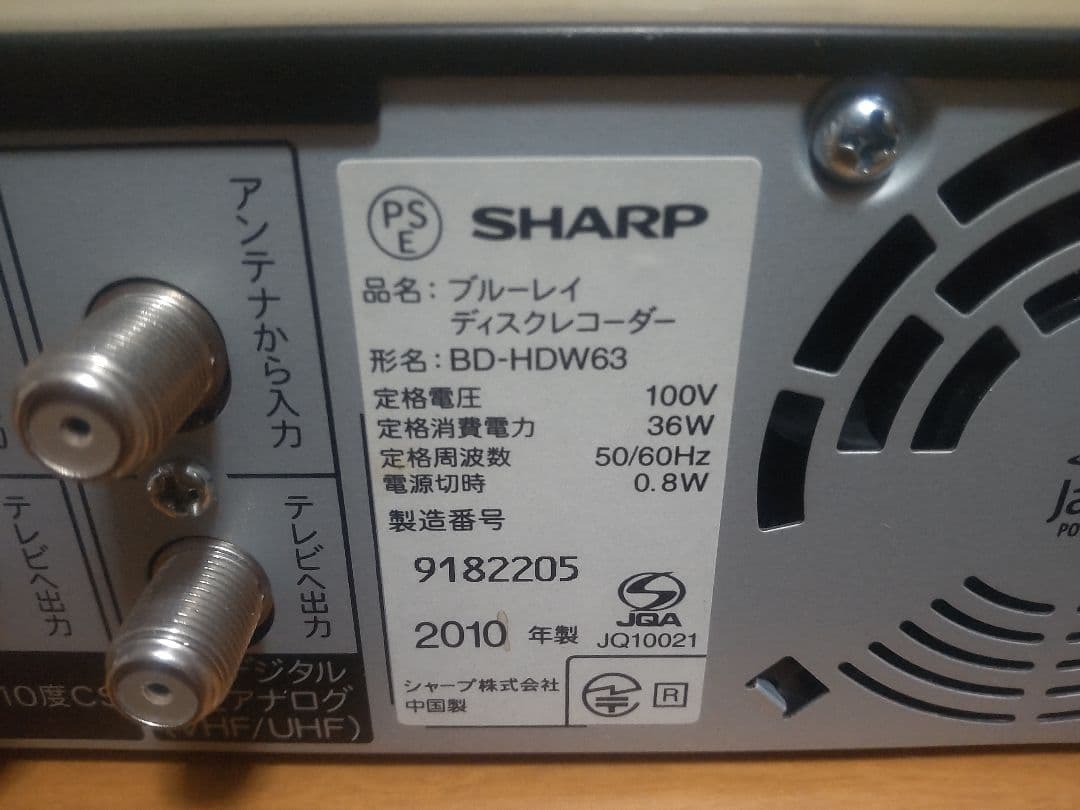 アンテナから入力
テレビへ出力
テレビへ出力
10度CS
デジタル
アナログ
(VHF/UHF)
PS
E
SHARP
品名：ブルーレイ
ディスクレコーダー
形名：BD-HDW63
定格電圧 100V
定格消費電力 36W
定格周波数 50/60Hz
電源切時 0.8W
製造番号
9182205
2010 年製
JQA
JQ10021
シャープ株式会社
中国製
R